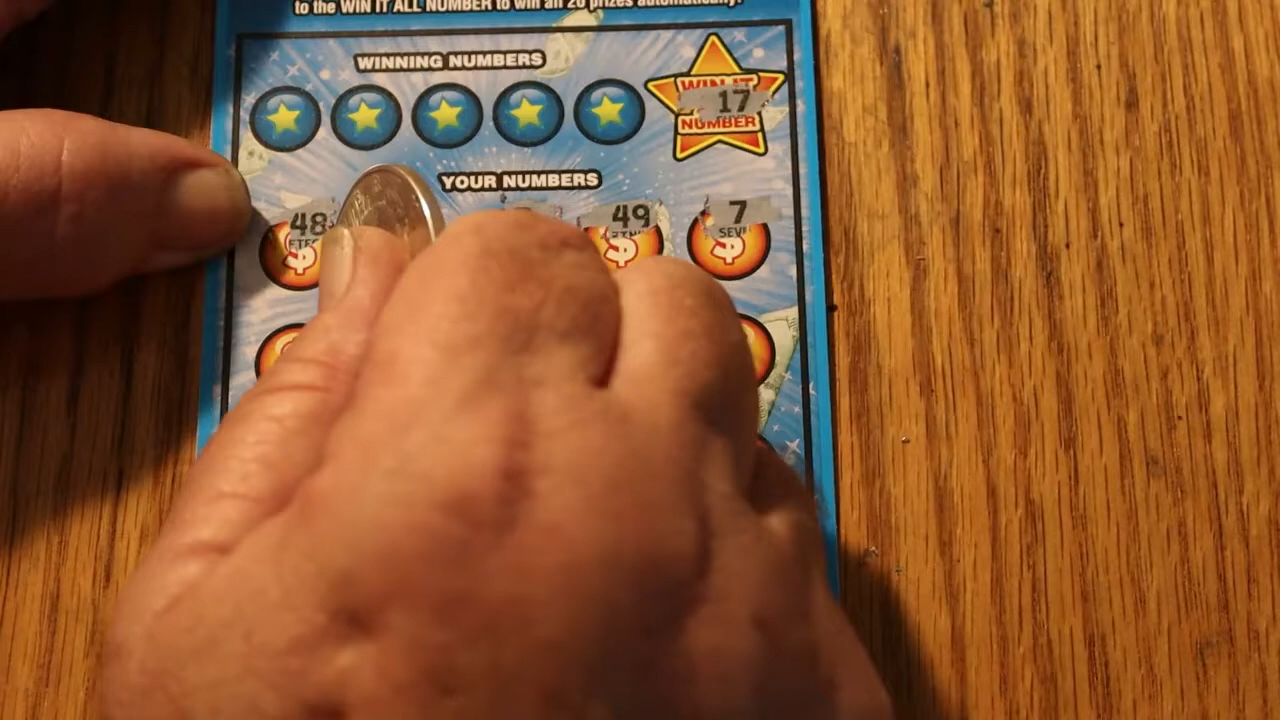 to the WIN IT ALL NUMBER to win all 20 prizes automatically!
WINNING NUMBERS
WIN IT
17
NUMBER
YOUR NUMBERS
48 49 7